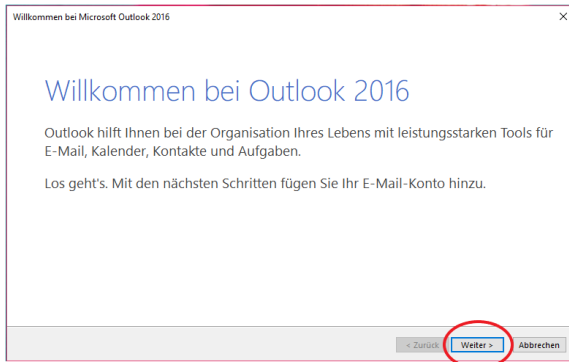 Willkommen bei Microsoft Outlook 2016
Willkommen bei Outlook 2016
Outlook hilft Ihnen bei der Organisation Ihres Lebens mit leistungsstarken Tools für
E-Mail, Kalender, Kontakte und Aufgaben.
Los geht's. Mit den nächsten Schritten fügen Sie Ihr E-Mail-Konto hinzu.
< Zurück Weiter > Abbrechen